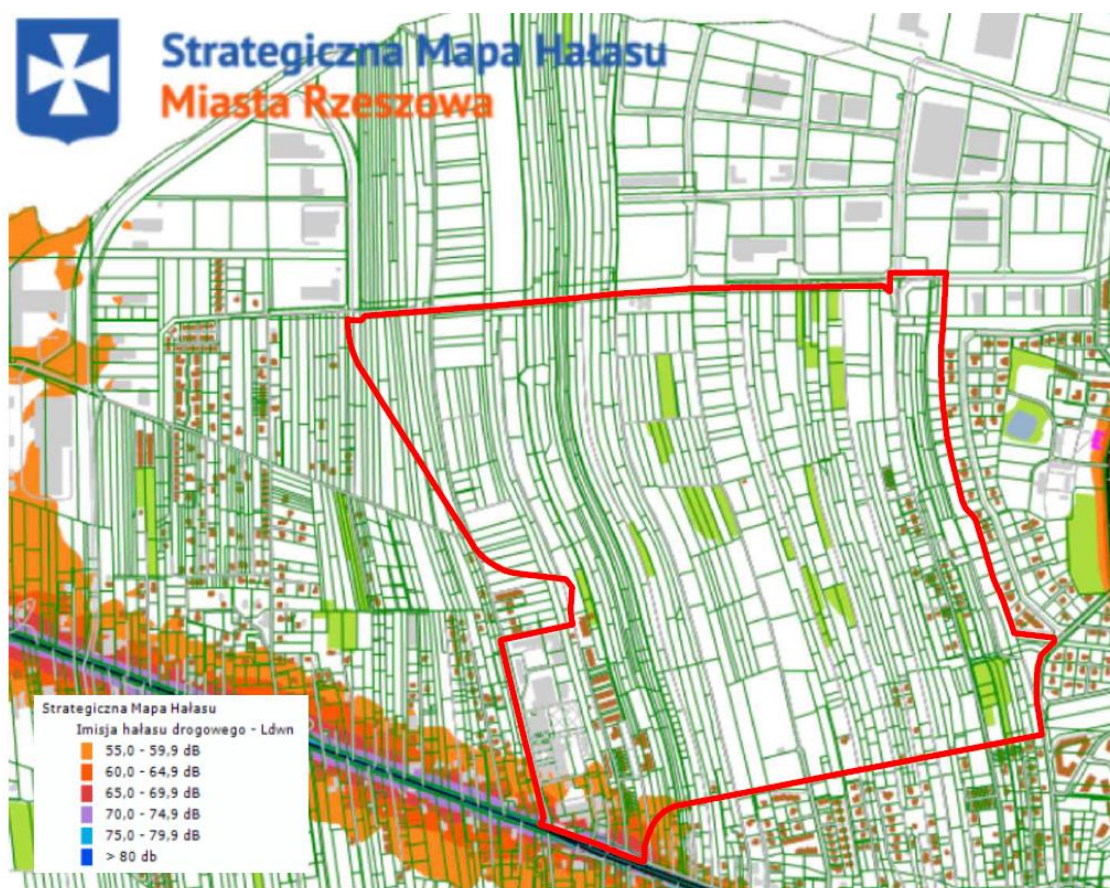 Strategiczna Mapa Hałasu
Miasta Rzeszowa
Strategiczna Mapa Hałasu
Imisja hałasu drogowego - Ldwn
55,0 - 59,9 dB
60,0 - 64,9 dB
65,0 - 69,9 dB
70,0 - 74,9 dB
75,0 - 79,9 dB
> 80 db